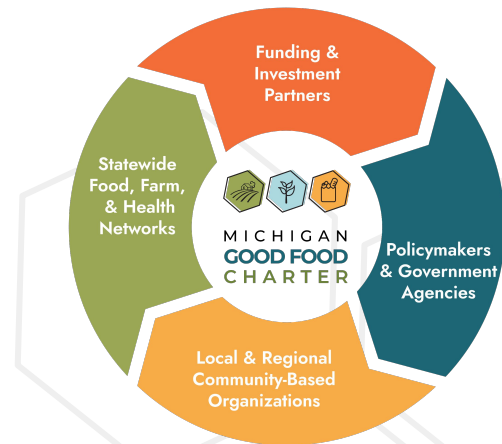 Funding &
Investment
Partners
Statewide
Food, Farm,
& Health
Networks
MICHIGAN
GOOD FOOD
CHARTER
Policymakers
& Government
Agencies
Local & Regional
Community-Based
Organizations